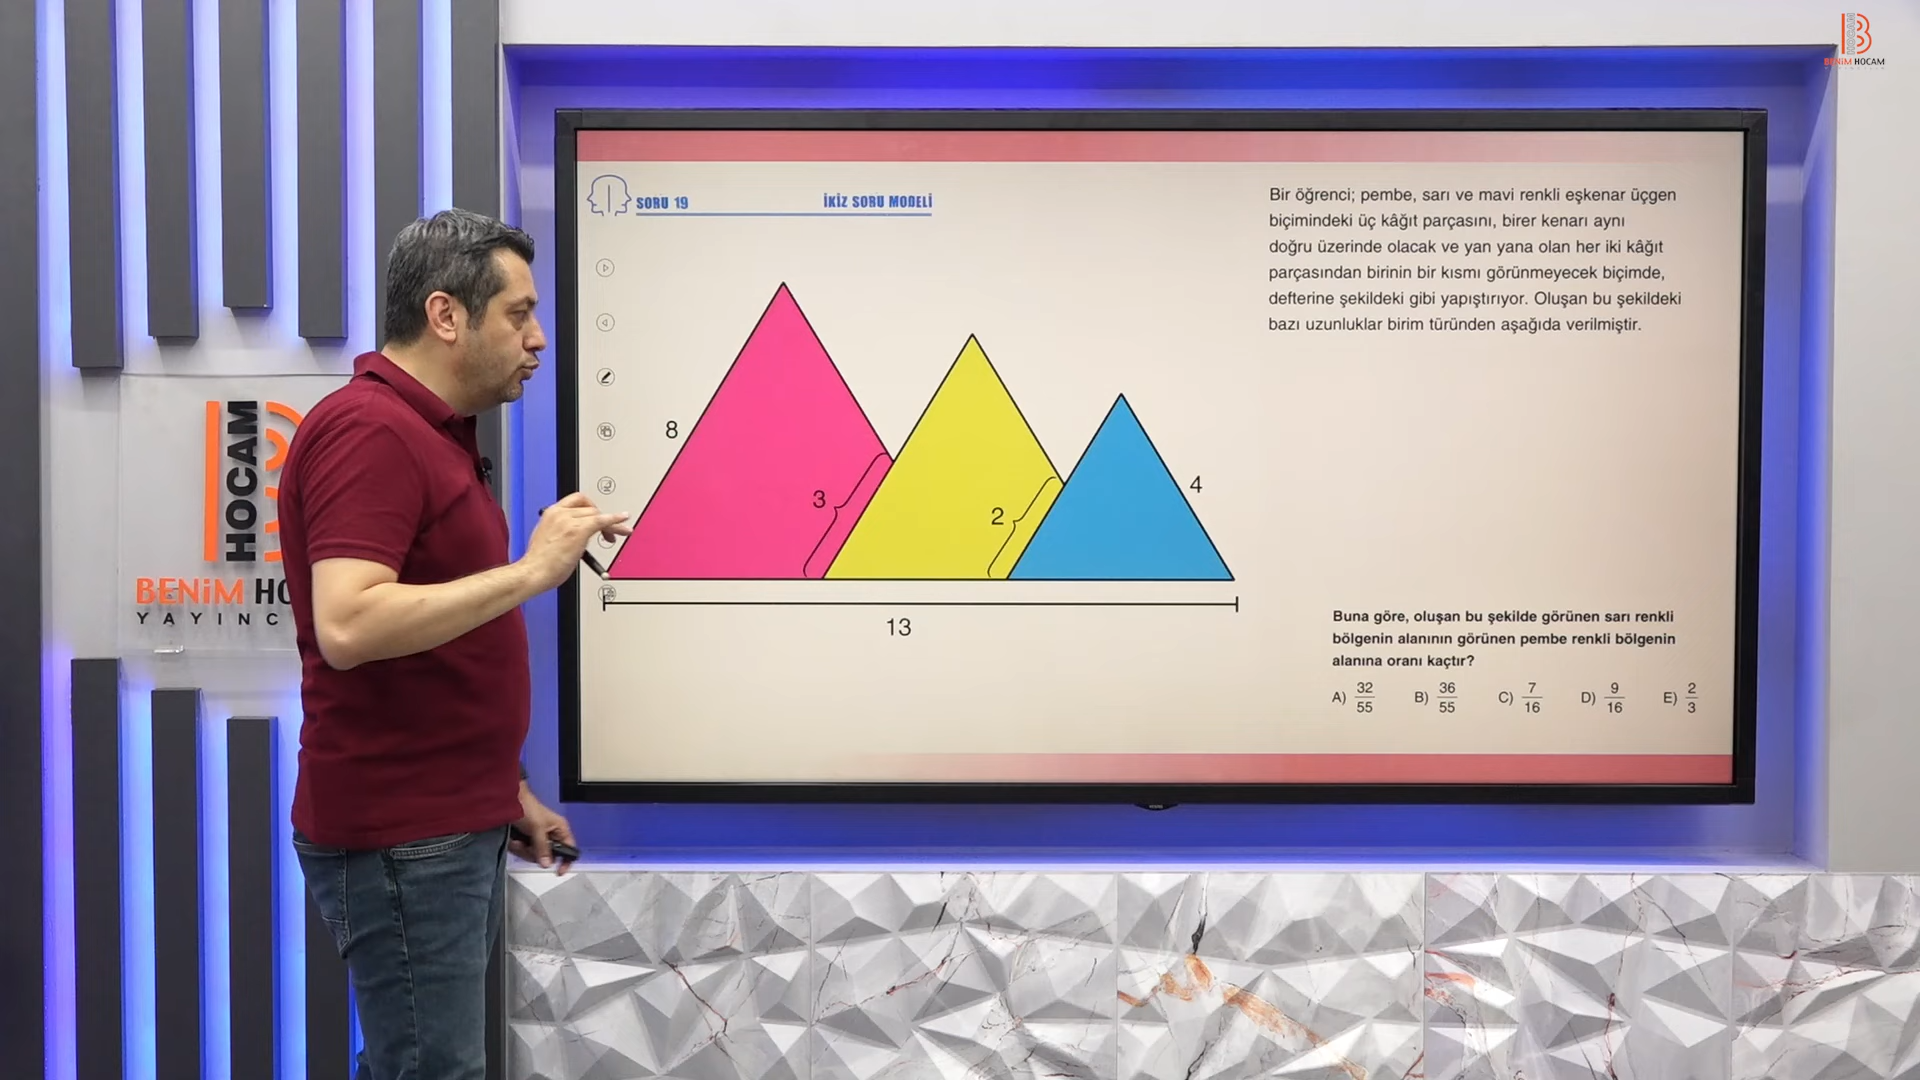 HOCAM
BENİM HOCAM
SORU 19
İKİZ SORU MODELİ
Bir öğrenci; pembe, sarı ve mavi renkli eşkenar üçgen
biçimindeki üç kâğıt parçasını, birer kenarı aynı
doğru üzerinde olacak ve yan yana olan her iki kâğıt
parçasından birinin bir kısmı görünmeyecek biçimde,
defterine şekildeki gibi yapıştırıyor. Oluşan bu şekildeki
bazı uzunluklar birim türünden aşağıda verilmiştir.
8
3
2
4
13
Buna göre, oluşan bu şekilde görünen sarı renkli
bölgenin alanının görünen pembe renkli bölgenin
alanına oranı kaçtır?
A) 32/55 B) 36/55 C) 7/16 D) 9/16 E) 2/3
HOCAM
BENİM HO
YAYINC